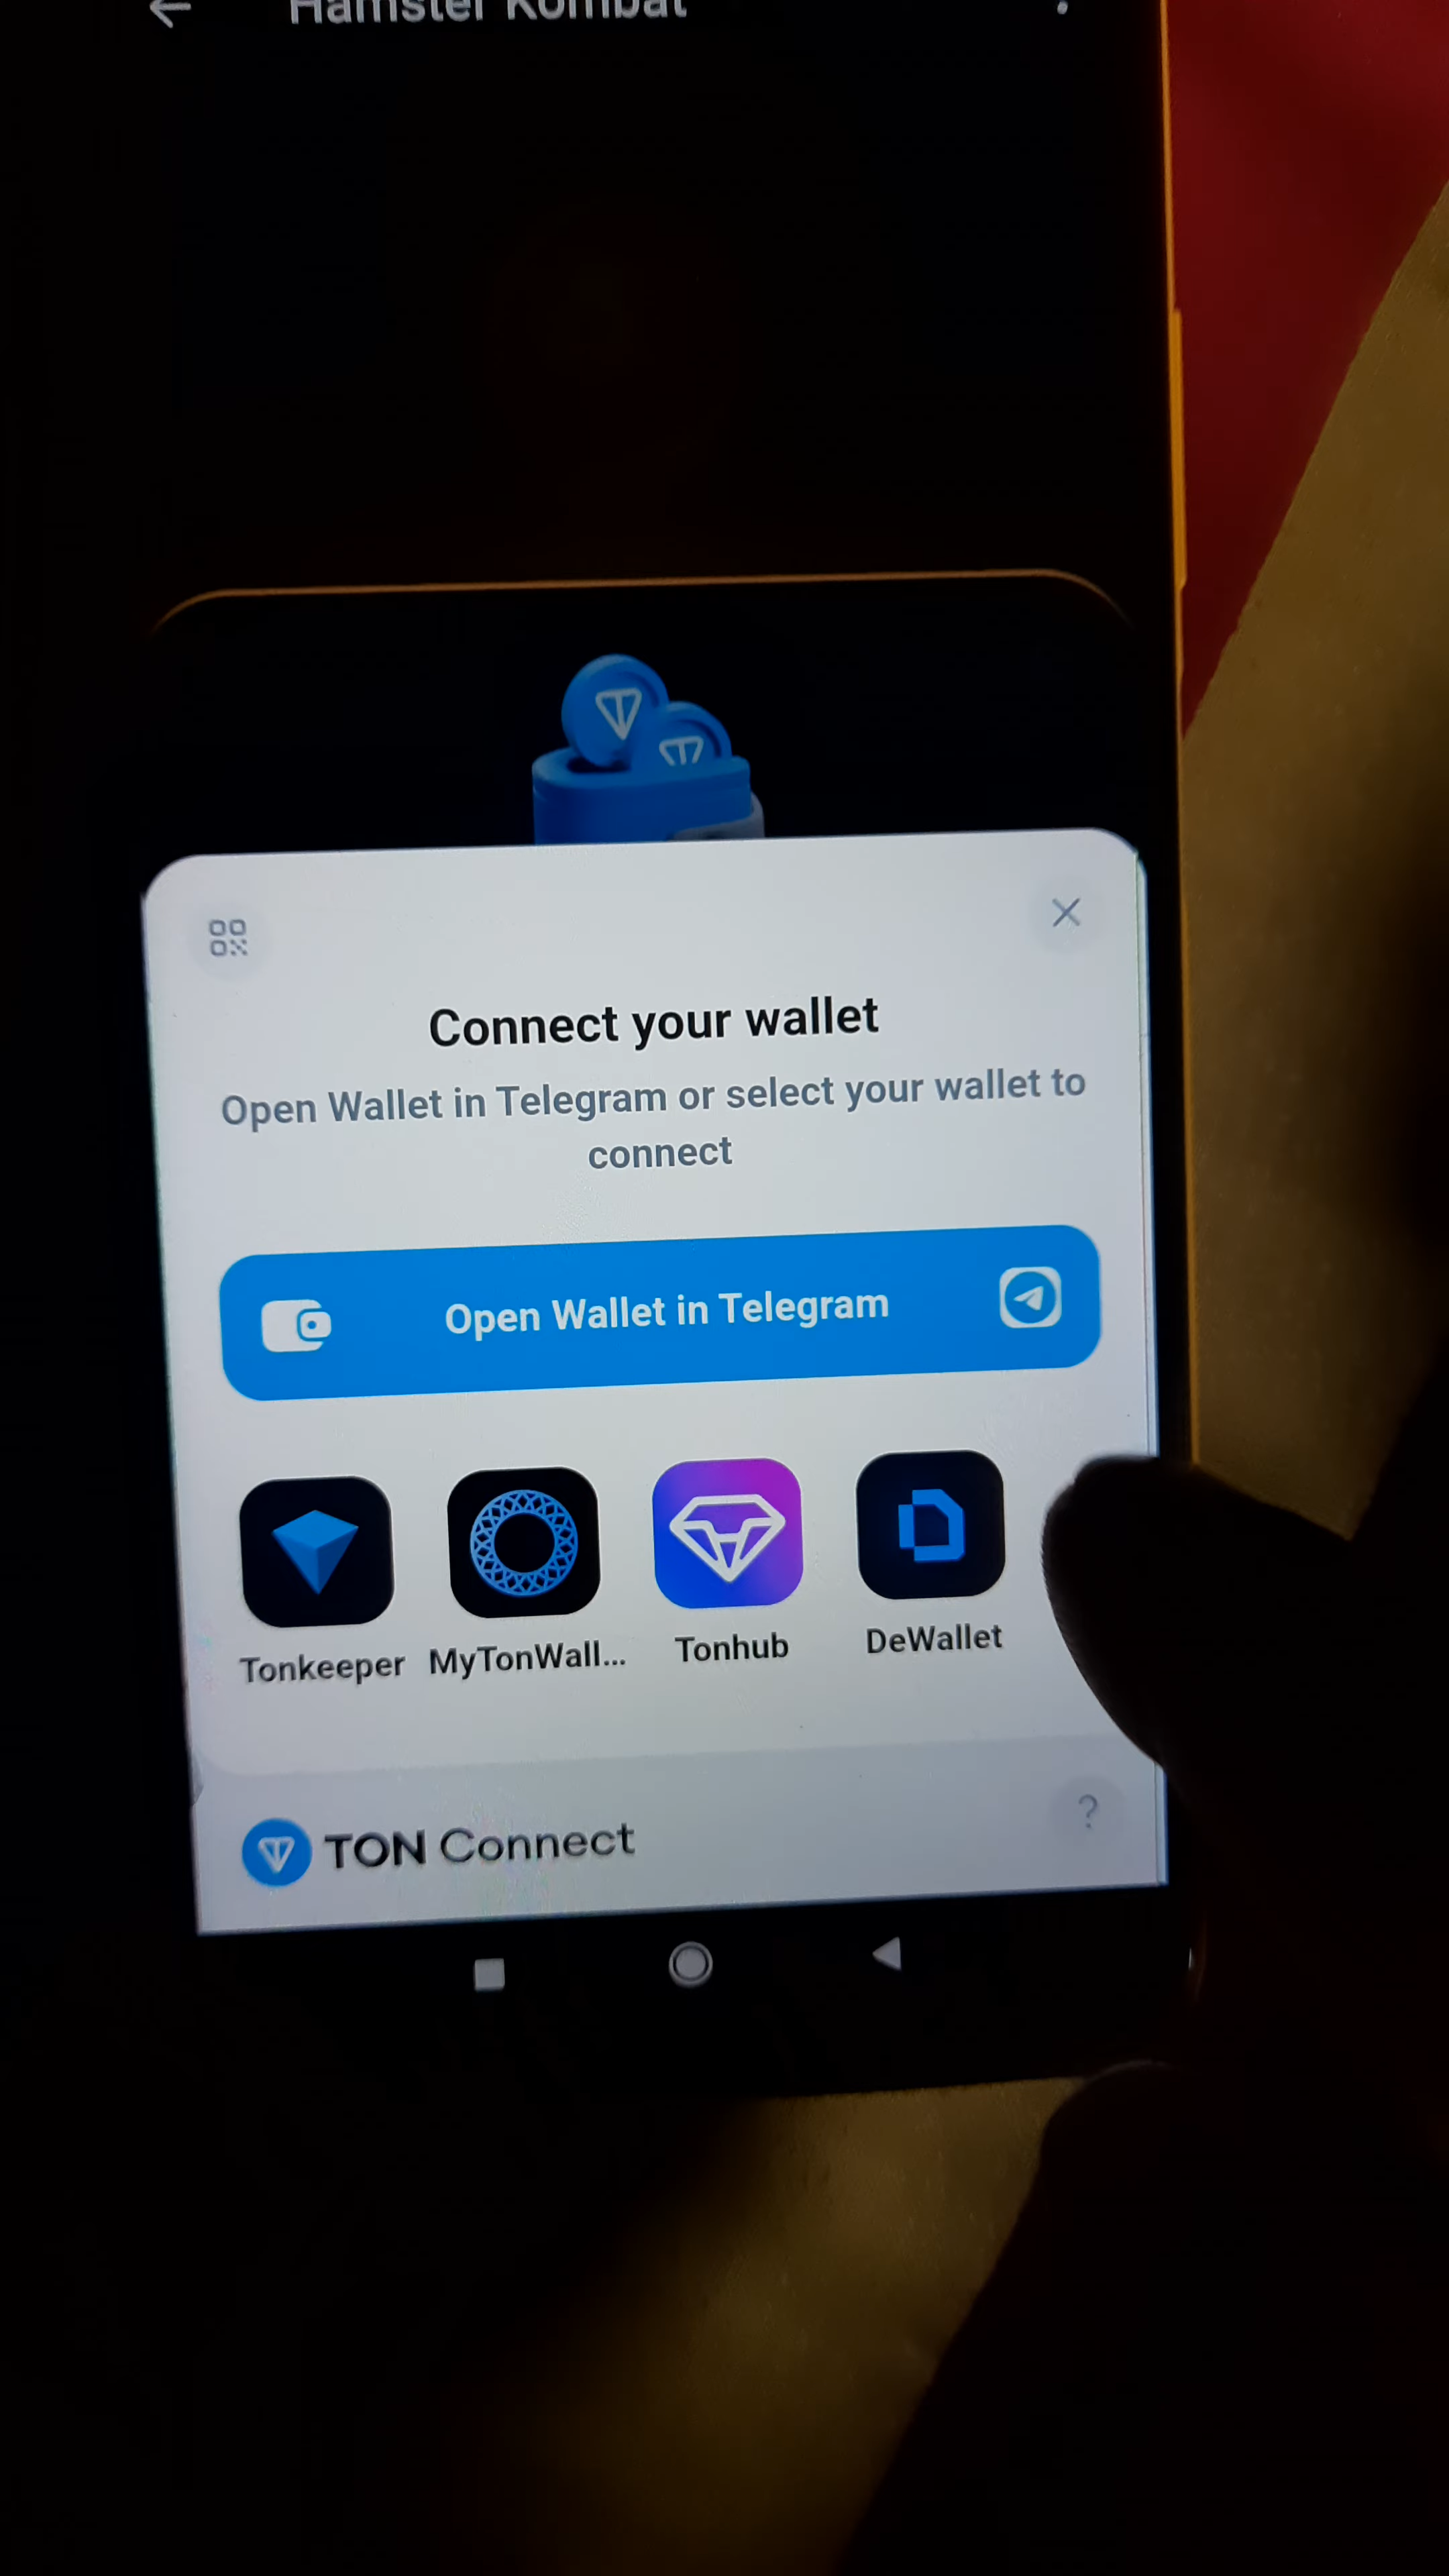 Hamster Kombat
Connect your wallet
Open Wallet in Telegram or select your wallet to
connect
Open Wallet in Telegram
Tonkeeper
MyTonWall...
Tonhub
DeWallet
TON Connect
?